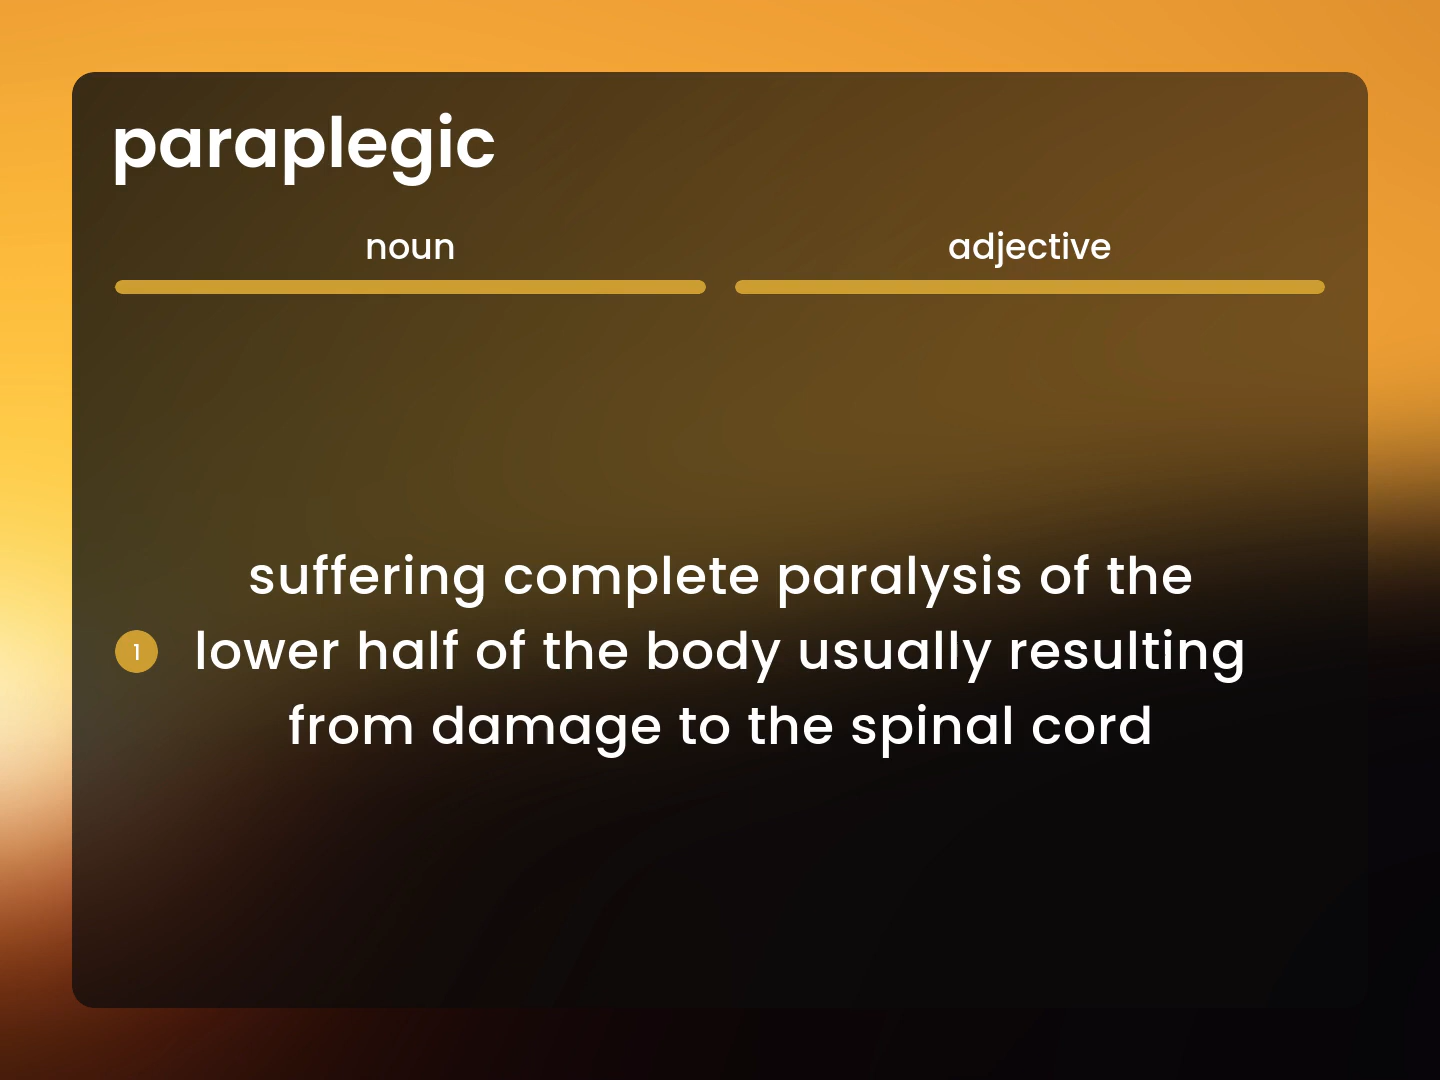 paraplegic
noun
adjective
suffering complete paralysis of the
1 lower half of the body usually resulting
from damage to the spinal cord